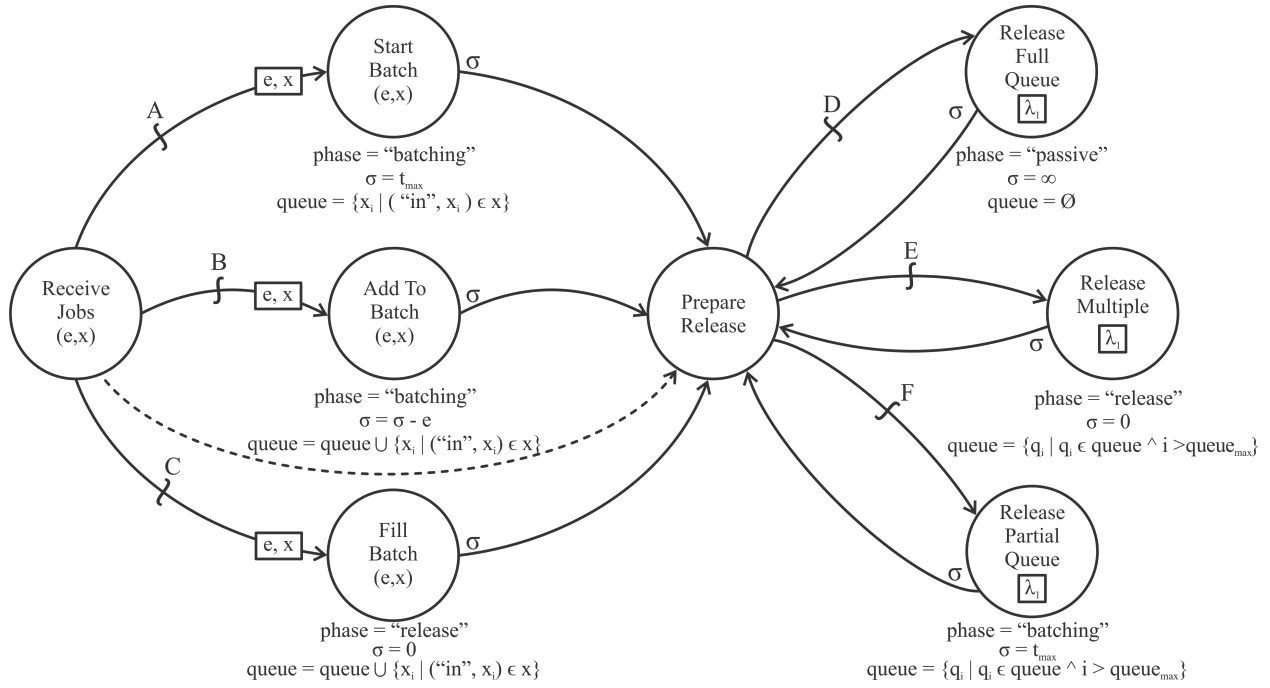 A
e, x
Start
Batch
(e,x)
σ
phase = “batching”
σ = tmax
queue = {xi | ( “in”, xi ) ϵ x}
Receive
Jobs
(e,x)
B
e, x
Add To
Batch
(e,x)
σ
phase = “batching”
σ = σ - e
queue = queue ∪ {xi | (“in”, xi) ϵ x}
C
e, x
Fill
Batch
(e,x)
σ
phase = “release”
σ = 0
queue = queue ∪ {xi | (“in”, xi) ϵ x}
Prepare
Release
D
Release
Full
Queue
λ1
σ
phase = “passive”
σ = ∞
queue = Ø
E
Release
Multiple
λ1
σ
phase = “release”
σ = 0
queue = {qi | qi ϵ queue ^ i >queuemax}
F
Release
Partial
Queue
λ1
σ
phase = “batching”
σ = tmax
queue = {qi | qi ϵ queue ^ i > queuemax}